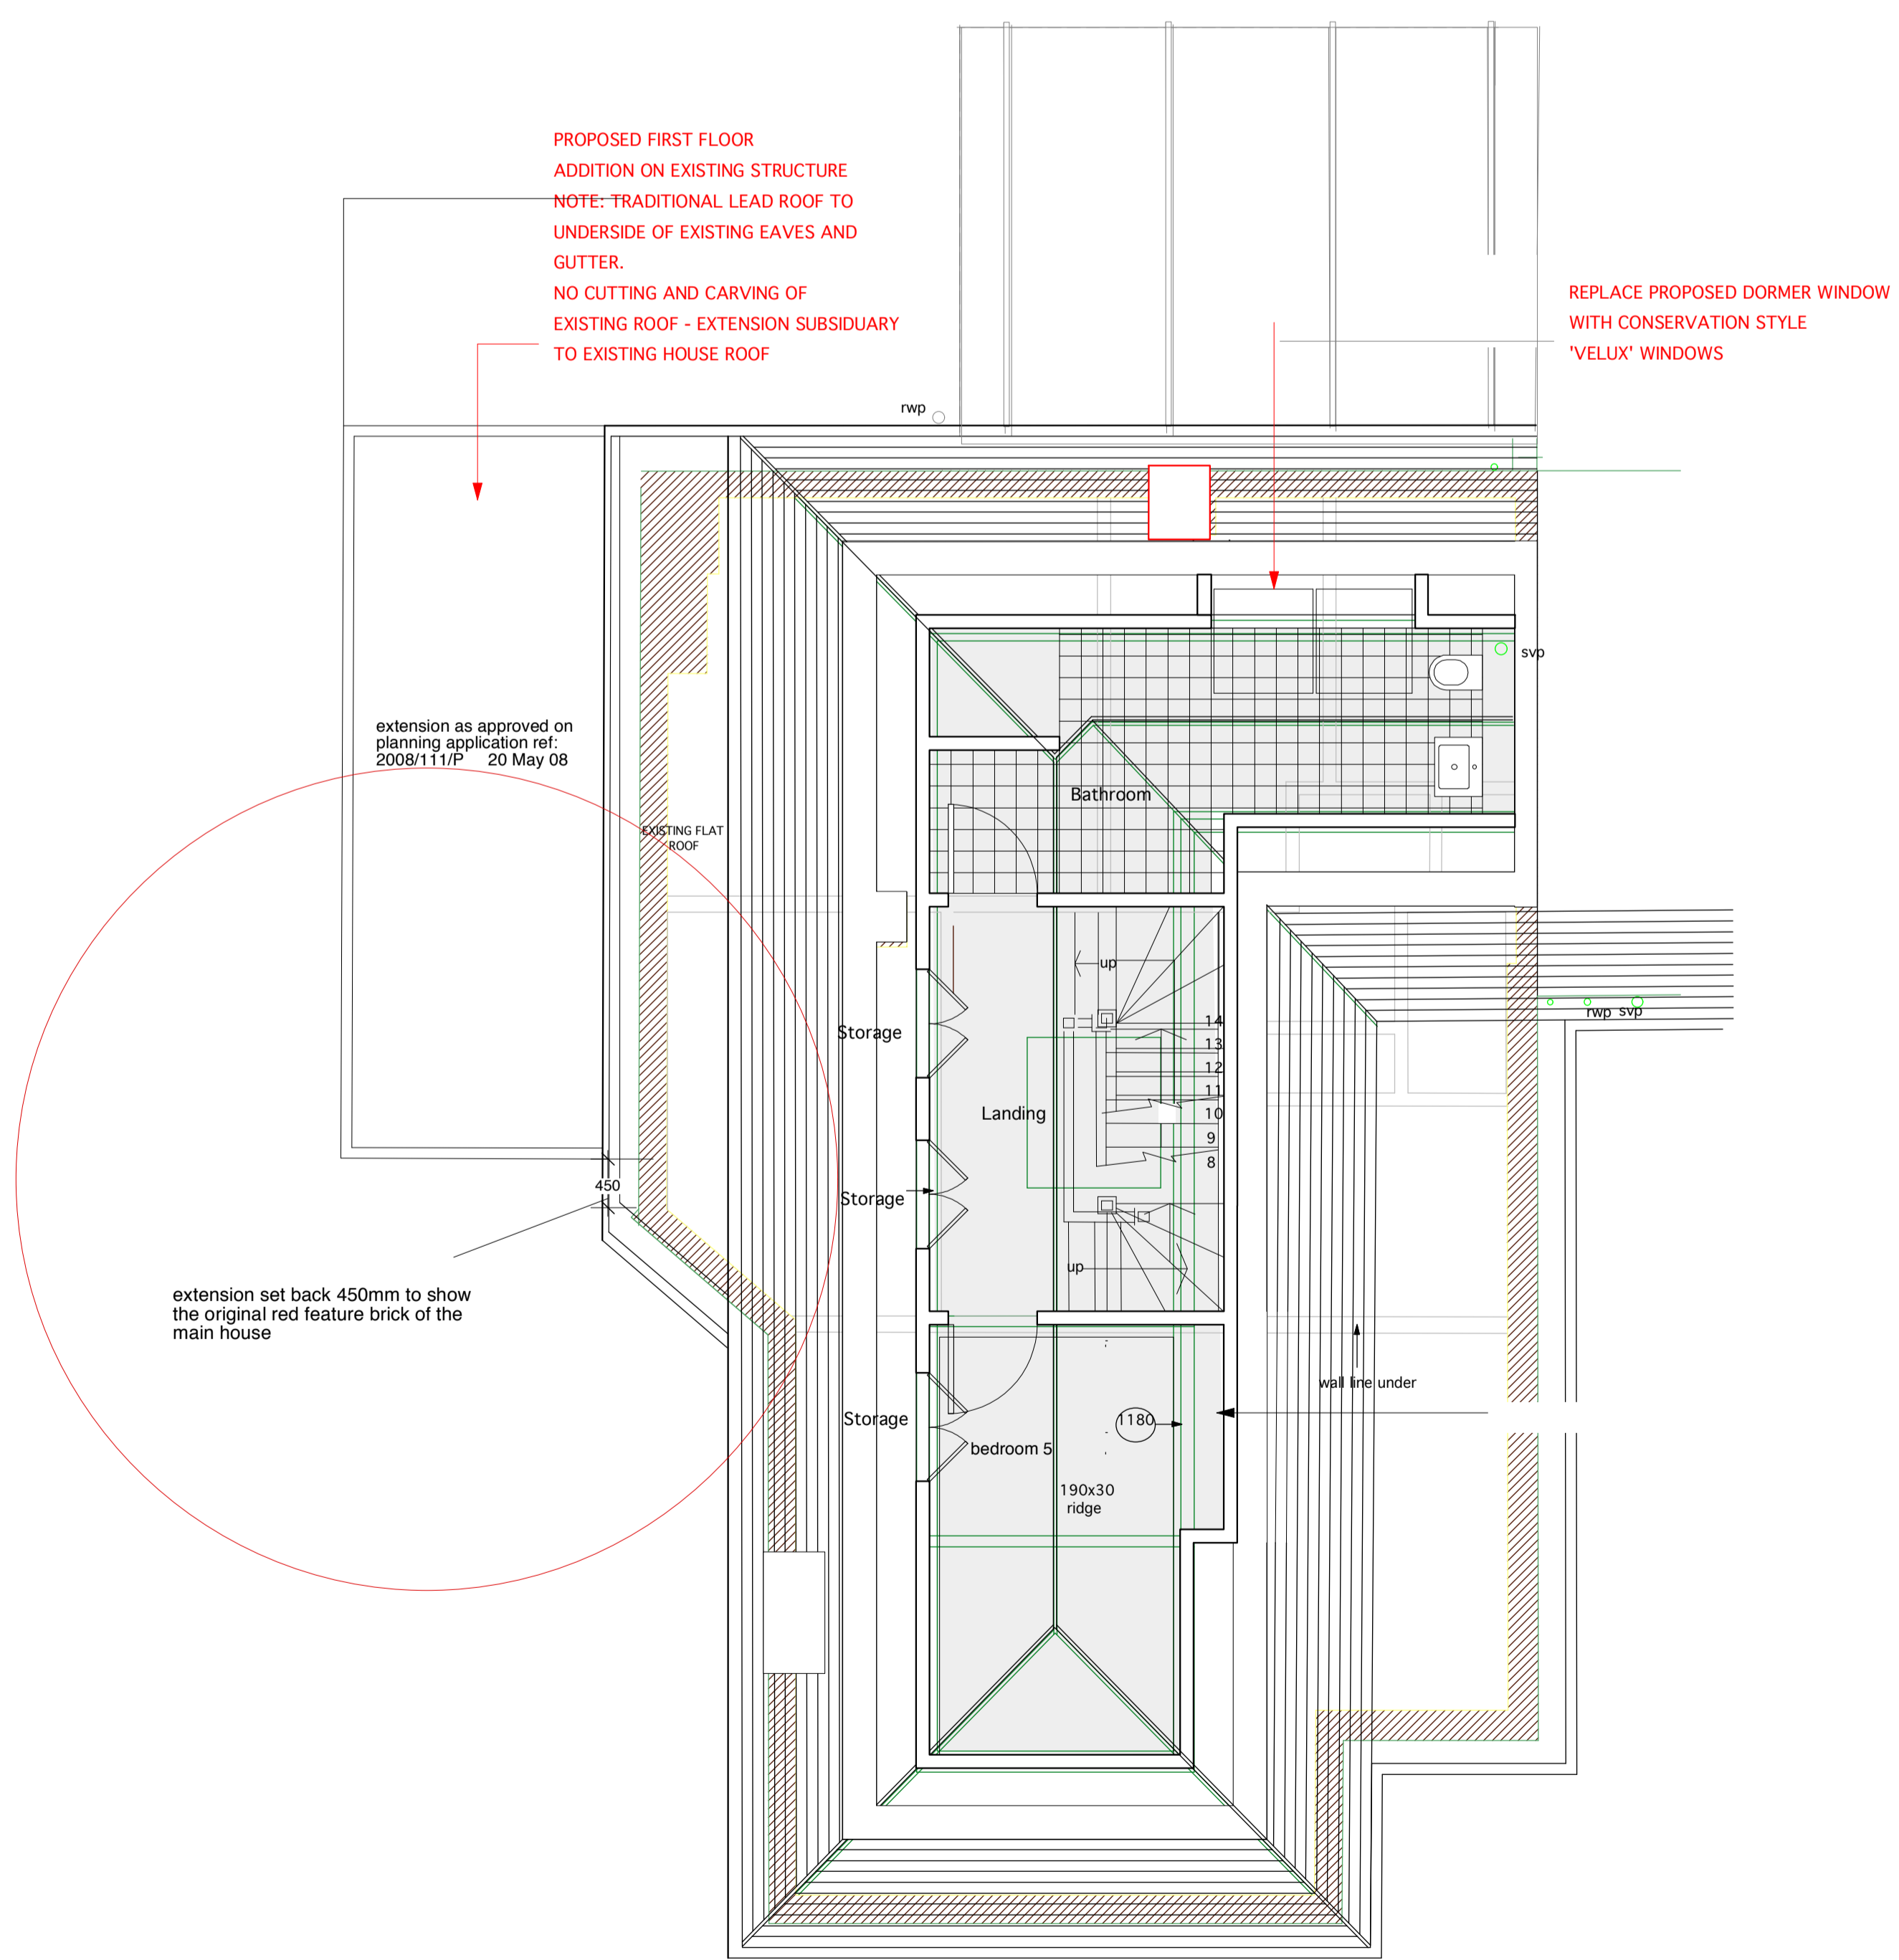 PROPOSED FIRST FLOOR
ADDITION ON EXISTING STRUCTURE
NOTE: TRADITIONAL LEAD ROOF TO
UNDERSIDE OF EXISTING EAVES AND
GUTTER.
NO CUTTING AND CARVING OF
EXISTING ROOF - EXTENSION SUBSIDUARY
TO EXISTING HOUSE ROOF
REPLACE PROPOSED DORMER WINDOW
WITH CONSERVATION STYLE
'VELUX' WINDOWS
rwp
svp
extension as approved on
planning application ref:
2008/111/P 20 May 08
Bathroom
EXISTING FLAT
ROOF
up
Storage
14
13
12
11
10
9
8
rwp svp
Landing
450
Storage
up
extension set back 450mm to show
the original red feature brick of the
main house
wall line under
Storage
1180
bedroom 5
190x30
ridge